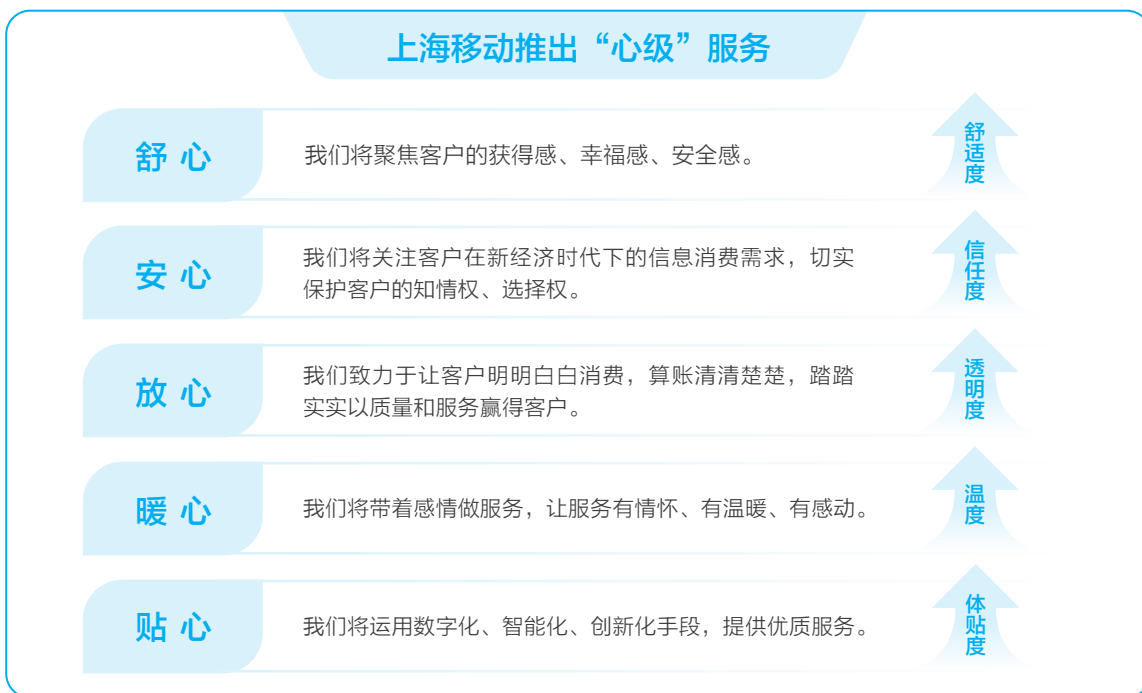 上海移动推出“心级”服务
舒心
我们将聚焦客户的获得感、幸福感、安全感。
舒适度
安心
我们将关注客户在新经济时代下的信息消费需求，切实
保护客户的知情权、选择权。
信任度
放心
我们致力于让客户明明白白消费，算账清清楚楚，踏踏
实实以质量和服务赢得客户。
透明度
暖心
我们将带着感情做服务，让服务有情怀、有温暖、有感动。
温度
贴心
我们将运用数字化、智能化、创新化手段，提供优质服务。
体贴度